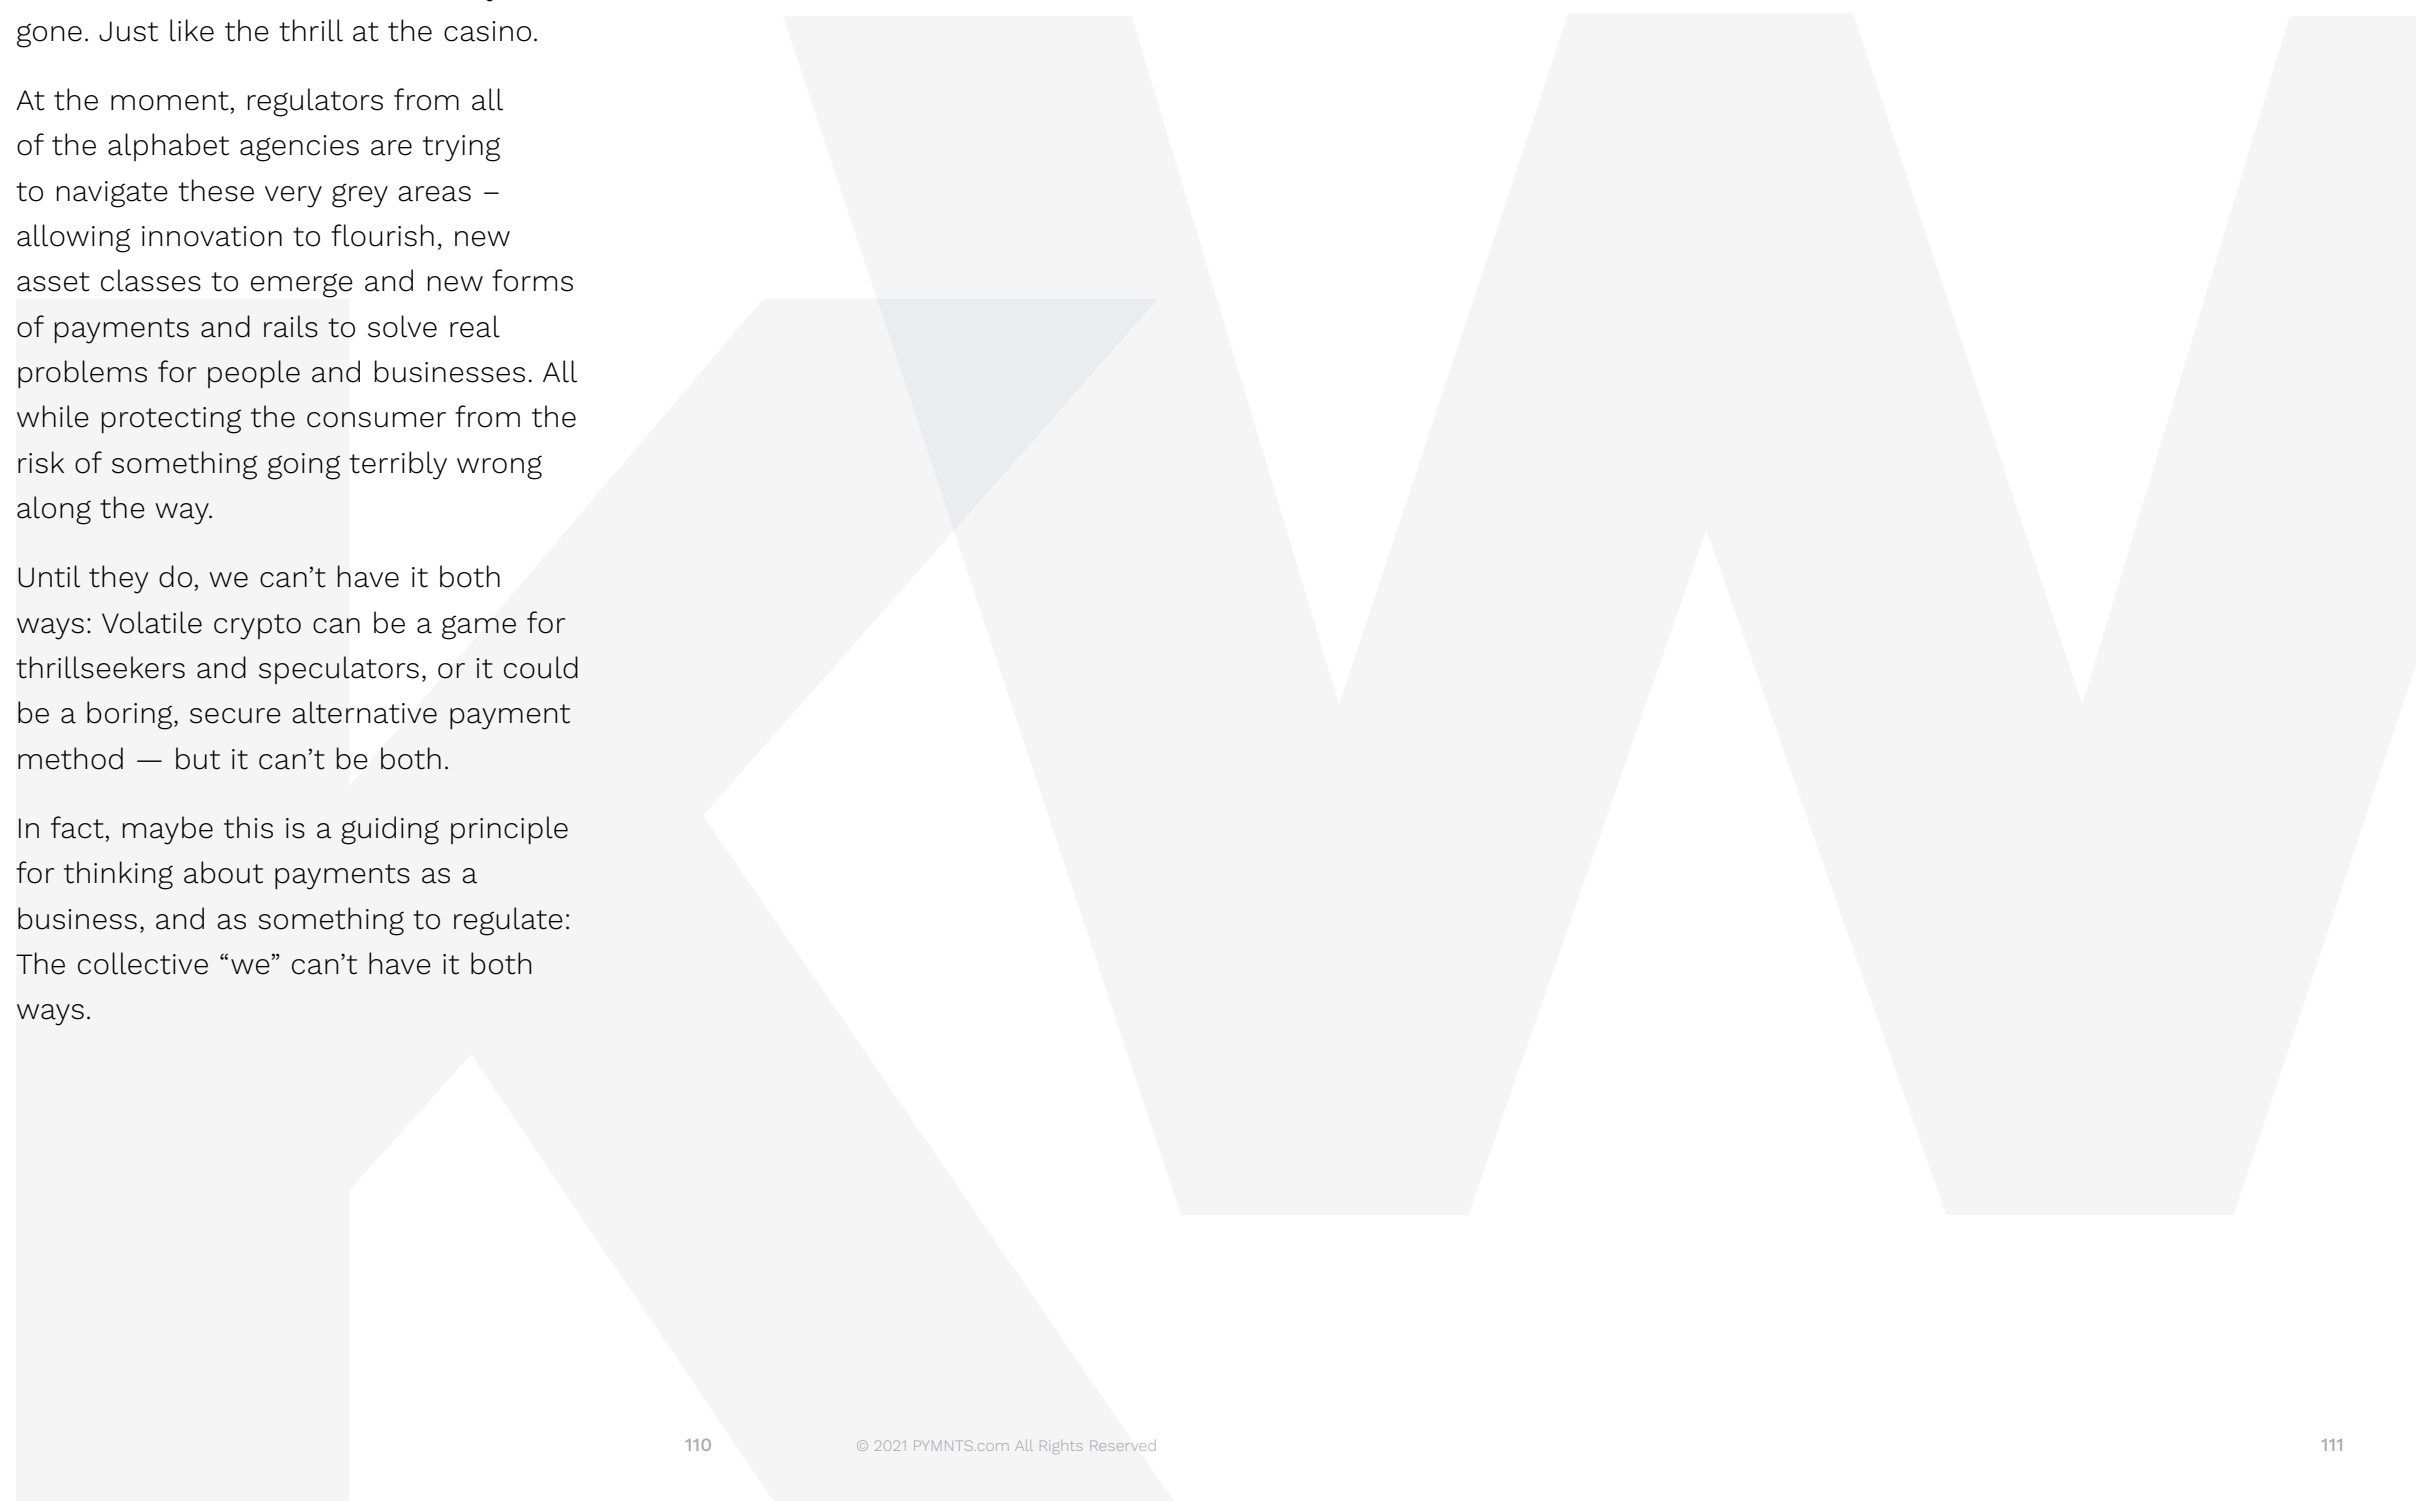 gone. Just like the thrill at the casino.
At the moment, regulators from all
of the alphabet agencies are trying
to navigate these very grey areas –
allowing innovation to flourish, new
asset classes to emerge and new forms
of payments and rails to solve real
problems for people and businesses. All
while protecting the consumer from the
risk of something going terribly wrong
along the way.
Until they do, we can’t have it both
ways: Volatile crypto can be a game for
thrillseekers and speculators, or it could
be a boring, secure alternative payment
method — but it can’t be both.
In fact, maybe this is a guiding principle
for thinking about payments as a
business, and as something to regulate:
The collective “we” can’t have it both
ways.
KW
110
© 2021 PYMNTS.com All Rights Reserved
111